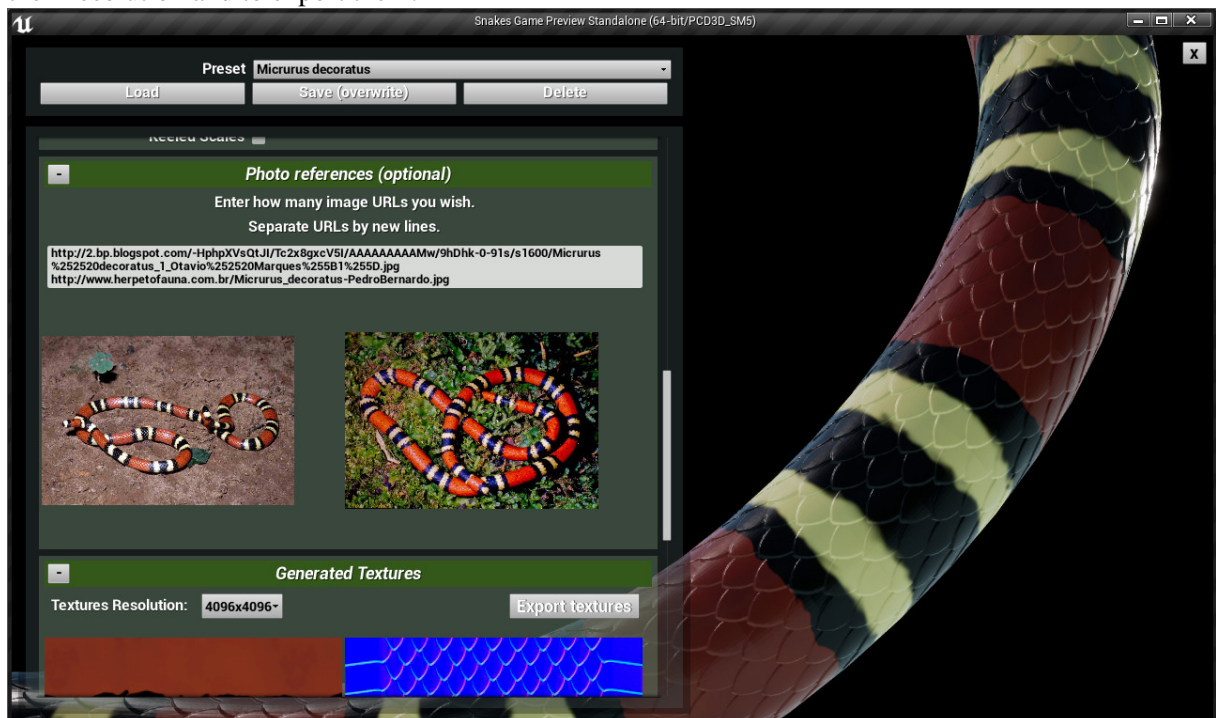 Snakes Game Preview Standalone (64-bit/PCD3D_SM5)
X
Preset Micrurus decoratus
Load Save (overwrite) Delete
Keeled Scales
- Photo references (optional)
Enter how many image URLs you wish.
Separate URLs by new lines.
http://2.bp.blogspot.com/-HphpXVsQtJI/Tc2x8gxcV5I/AAAAAAAAAMw/9hDhk-0-91s/s1600/Micrurus
%252520decoratus_1_Otavio%252520Marques%255B1%255D.jpg
http://www.herpetofauna.com.br/Micrurus_decoratus-PedroBernardo.jpg
- Generated Textures
Textures Resolution: 4096x4096 Export textures